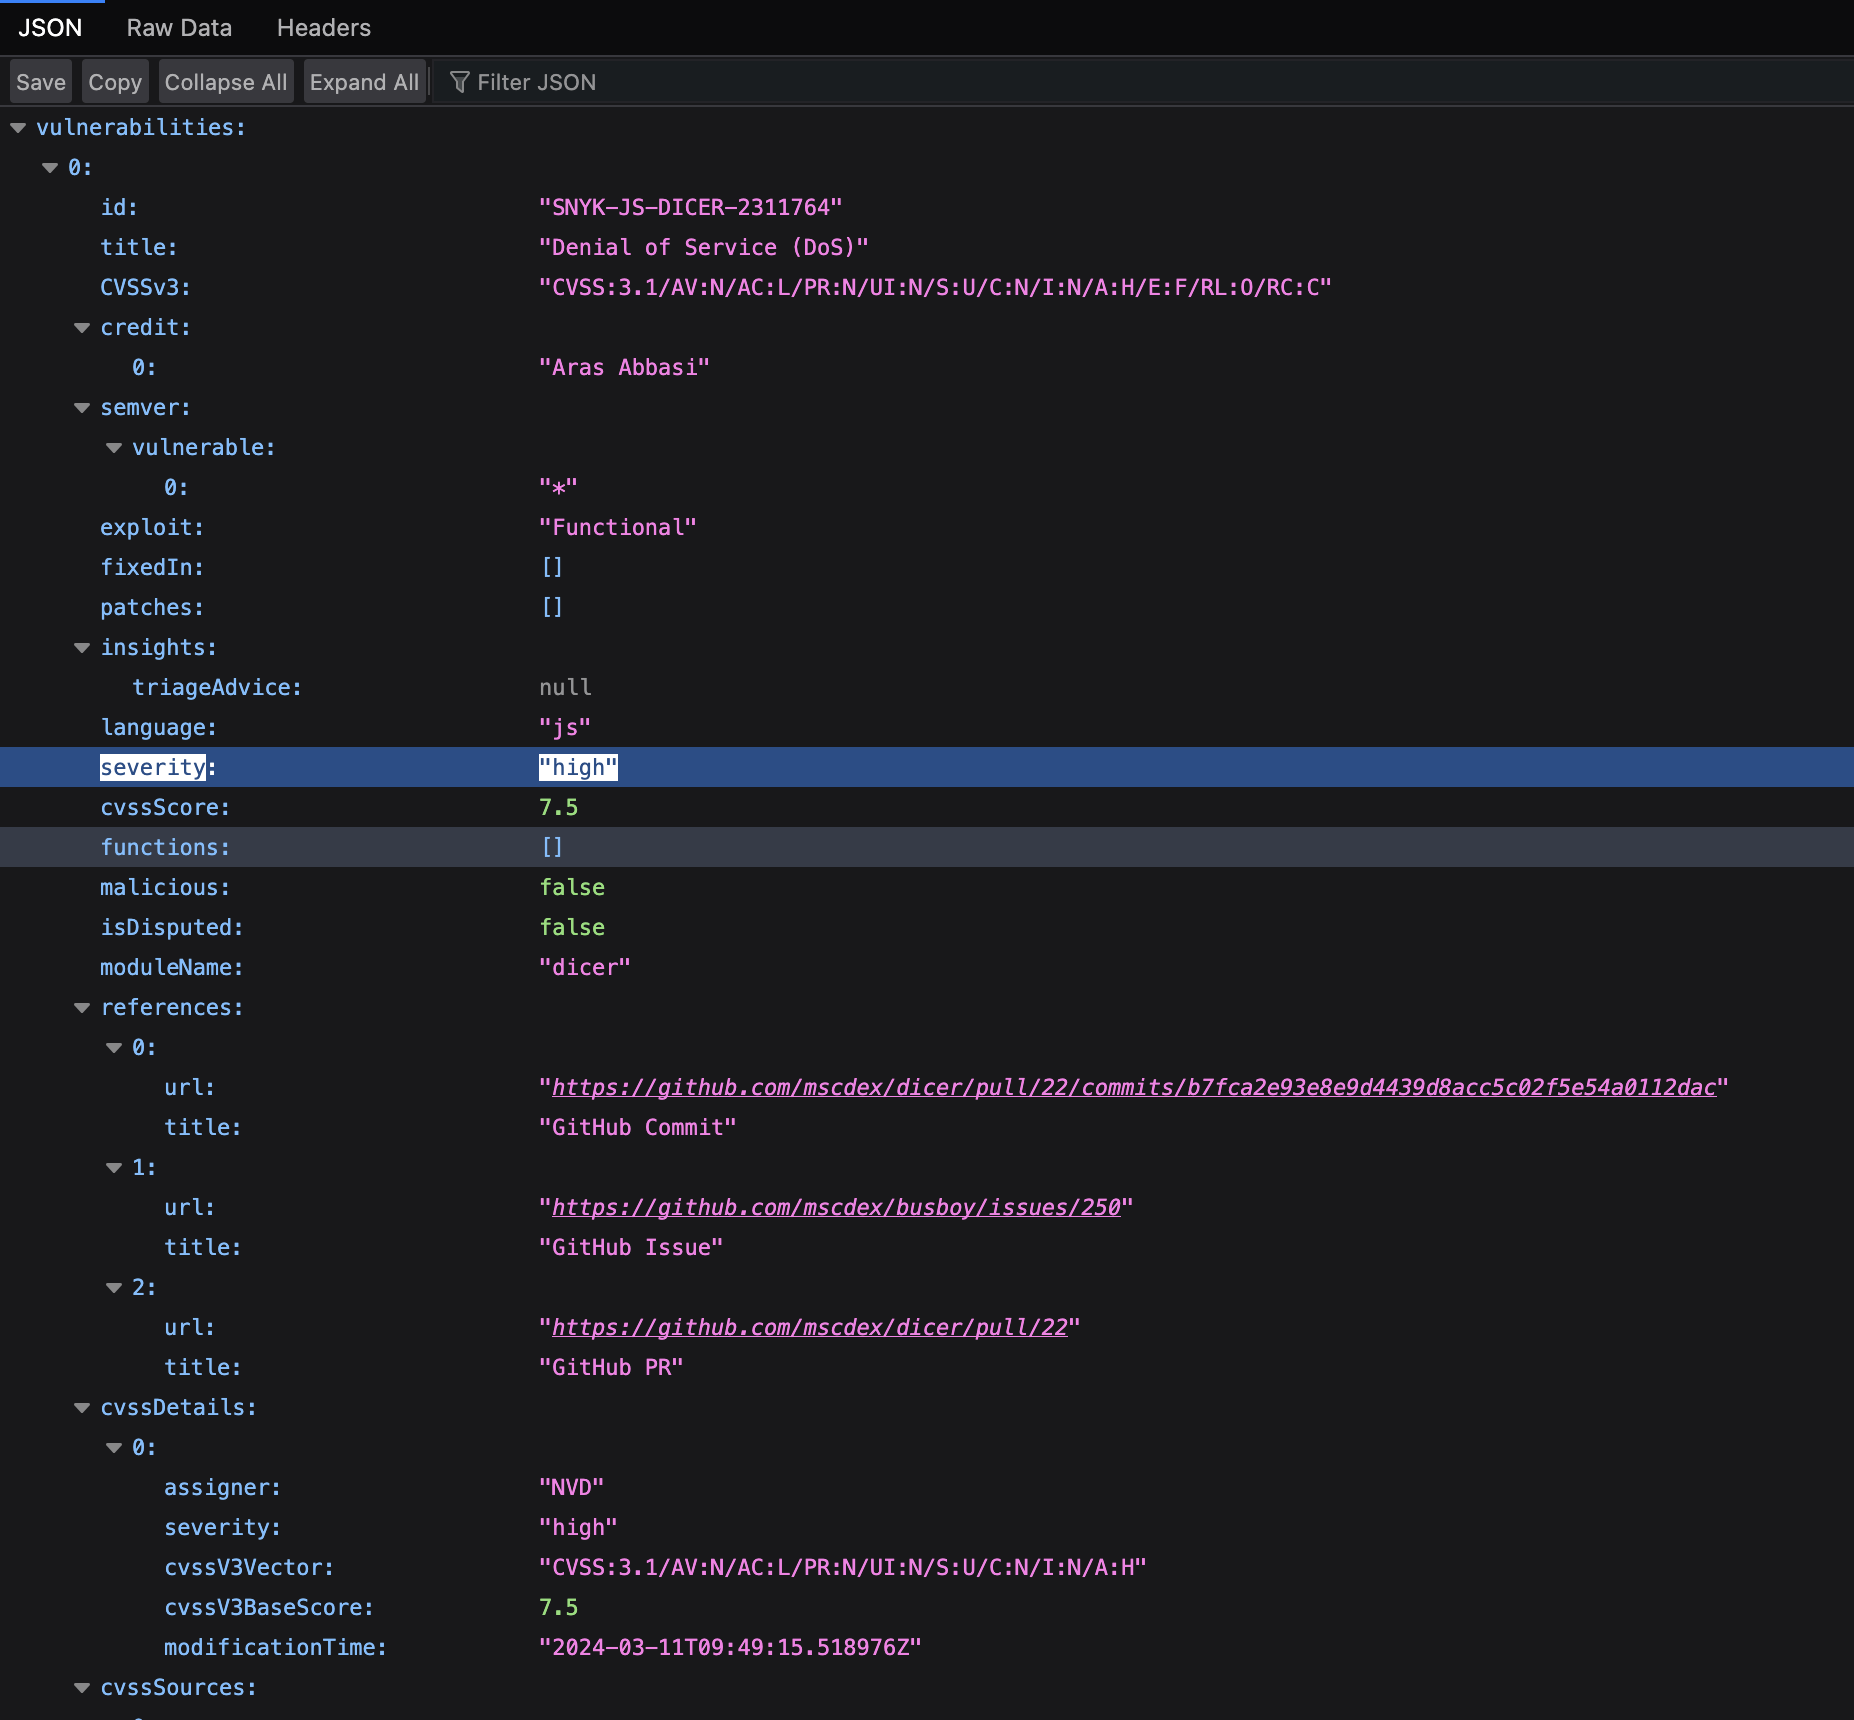 JSON Raw Data Headers
Save Copy Collapse All Expand All Filter JSON
vulnerabilities:
0:
id: "SNYK-JS-DICER-2311764"
title: "Denial of Service (DoS)"
CVSSv3: "CVSS:3.1/AV:N/AC:L/PR:N/UI:N/S:U/C:N/I:N/A:H/E:F/RL:O/RC:C"
credit:
0: "Aras Abbasi"
semver:
vulnerable:
0: "*"
exploit: "Functional"
fixedIn: []
patches: []
insights:
triageAdvice: null
language: "js"
severity: "high"
cvssScore: 7.5
functions: []
malicious: false
isDisputed: false
moduleName: "dicer"
references:
0:
url: "https://github.com/mscdex/dicer/pull/22/commits/b7fca2e93e8e9d4439d8acc5c02f5e54a0112dac"
title: "GitHub Commit"
1:
url: "https://github.com/mscdex/busboy/issues/250"
title: "GitHub Issue"
2:
url: "https://github.com/mscdex/dicer/pull/22"
title: "GitHub PR"
cvssDetails:
0:
assigner: "NVD"
severity: "high"
cvssV3Vector: "CVSS:3.1/AV:N/AC:L/PR:N/UI:N/S:U/C:N/I:N/A:H"
cvssV3BaseScore: 7.5
modificationTime: "2024-03-11T09:49:15.518976Z"
cvssSources: